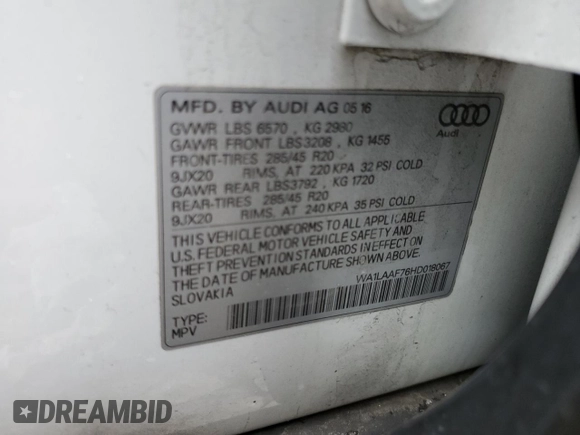 MFD. BY AUDI AG 05 16
GVWR LBS 6570 , KG 2980
GAWR FRONT LBS3208 , KG 1455
FRONT-TIRES 285/45 R20
9JX20 RIMS, AT 220 KPA 32 PSI COLD
GAWR REAR LBS3792 , KG 1720
REAR-TIRES 285/45 R20
9JX20 RIMS, AT 240 KPA 35 PSI COLD
THIS VEHICLE CONFORMS TO ALL APPLICABLE
U.S. FEDERAL MOTOR VEHICLE SAFETY AND
THEFT PREVENTION STANDARDS IN EFFECT ON
THE DATE OF MANUFACTURE SHOWN ABOVE.
SLOVAKIA
WA1LAAF76HD018067
TYPE:
MPV
Audi
DREAMBID